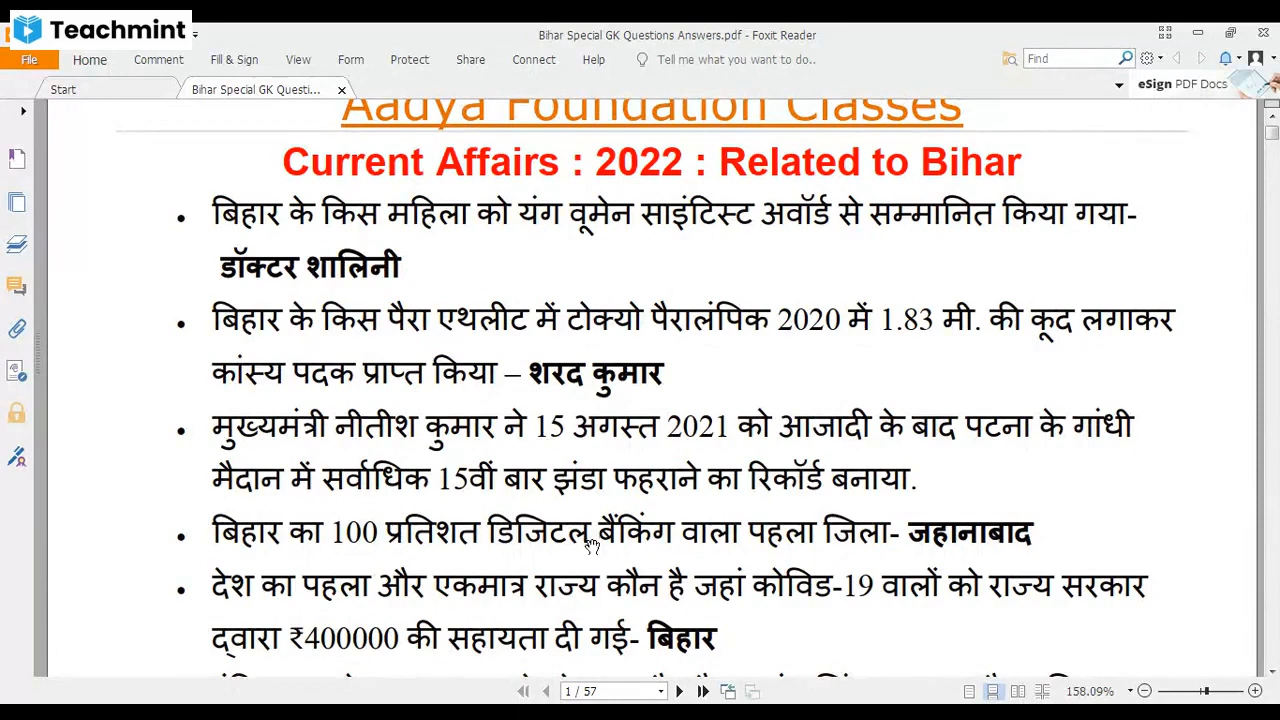 Teachmint
Bihar Special GK Questions Answers.pdf - Foxit Reader
File Home Comment Fill & Sign View Form Protect Share Connect Help Tell me what you want to do.. Find
Start Bihar Special GK Questi... eSign PDF Docs
Aadya Foundation Classes
Current Affairs : 2022 : Related to Bihar
• बिहार के किस महिला को यंग वूमेन साइंटिस्ट अवॉर्ड से सम्मानित किया गया-
डॉक्टर शालिनी
• बिहार के किस पैरा एथलीट में टोक्यो पैरालंपिक 2020 में 1.83 मी. की कूद लगाकर
कांस्य पदक प्राप्त किया – शरद कुमार
• मुख्यमंत्री नीतीश कुमार ने 15 अगस्त 2021 को आजादी के बाद पटना के गांधी
मैदान में सर्वाधिक 15वीं बार झंडा फहराने का रिकॉर्ड बनाया.
• बिहार का 100 प्रतिशत डिजिटल बैंकिंग वाला पहला जिला- जहानाबाद
• देश का पहला और एकमात्र राज्य कौन है जहां कोविड-19 वालों को राज्य सरकार
द्वारा ₹400000 की सहायता दी गई- बिहार
1 / 57 158.09%